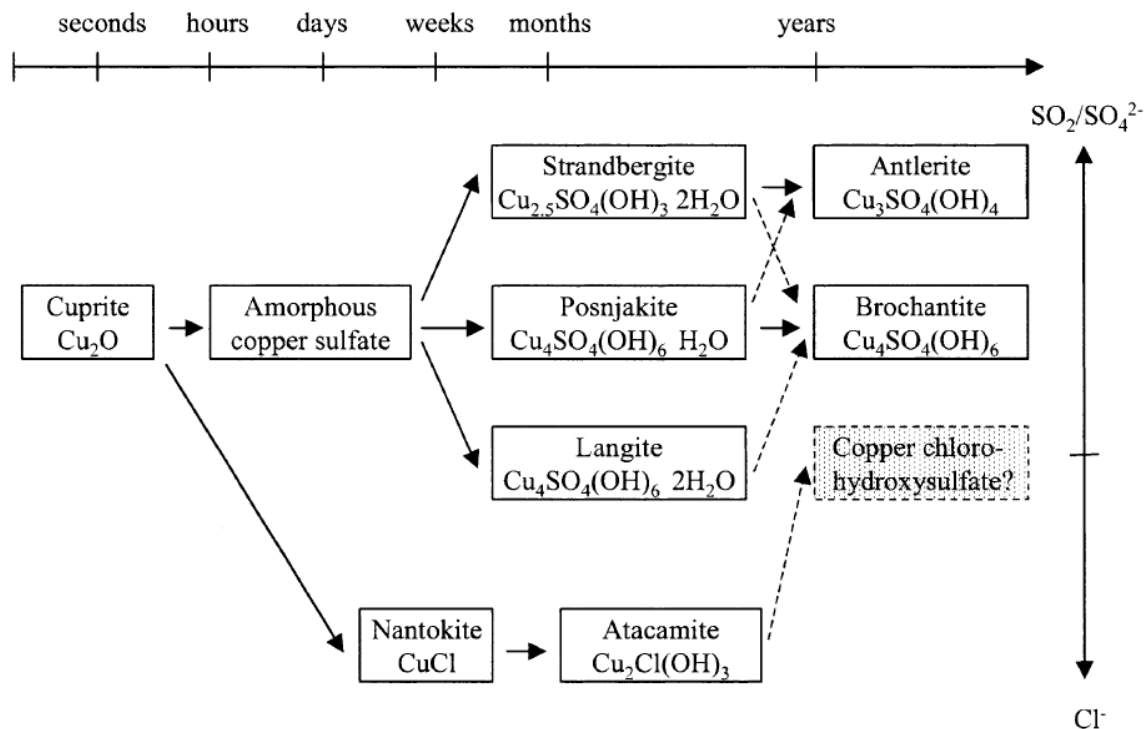 seconds hours days weeks months years
SO₂/SO₄²⁻
Strandbergite
Cu₂.₅SO₄(OH)₃ 2H₂O
Antlerite
Cu₃SO₄(OH)₄
Cuprite
Cu₂O
Amorphous
copper sulfate
Posnjakite
Cu₄SO₄(OH)₆ H₂O
Brochantite
Cu₄SO₄(OH)₆
Langite
Cu₄SO₄(OH)₆ 2H₂O
Copper chloro-
hydroxysulfate?
Nantokite
CuCl
Atacamite
Cu₂Cl(OH)₃
Cl⁻